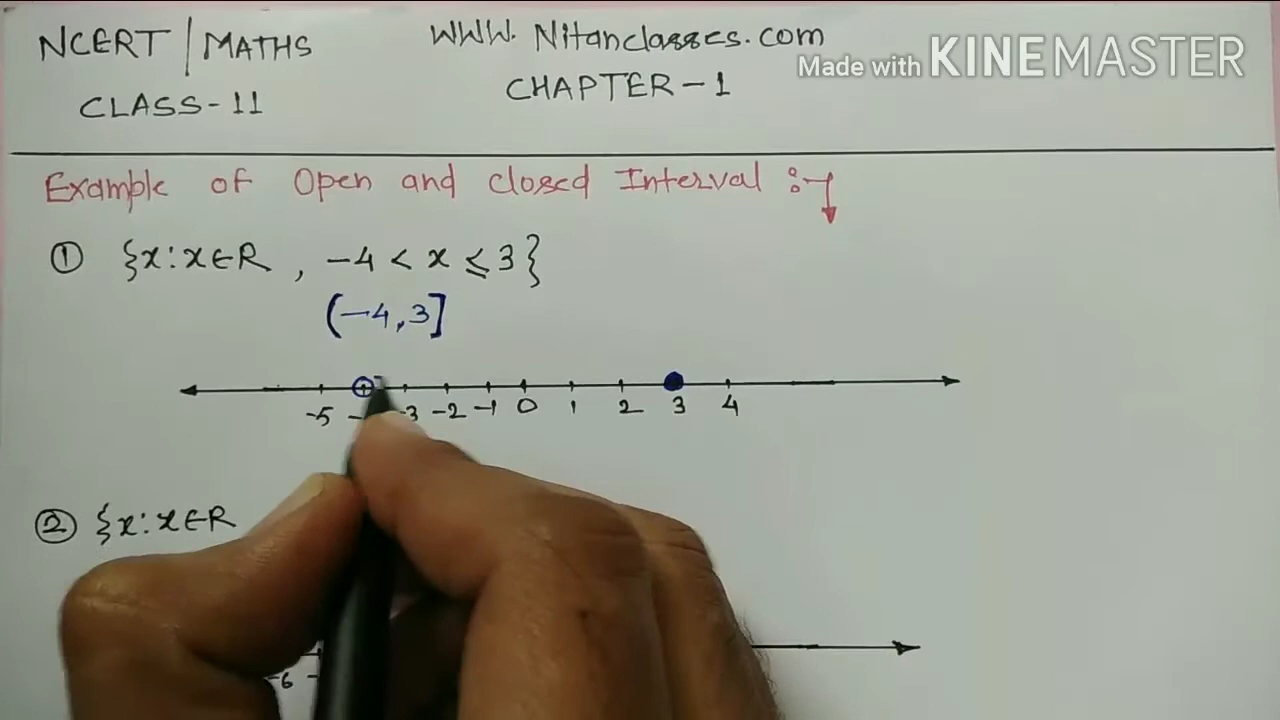 NCERT | MATHS
WWW. Nitanclasses.com
Made with KINEMASTER
CLASS-11
CHAPTER-1
Example of Open and closed Interval :-
① {x:x∈R , -4 < x ≤ 3}
(-4,3]
-5 -3 -2 -1 0 1 2 3 4
② {x:x∈R
-6